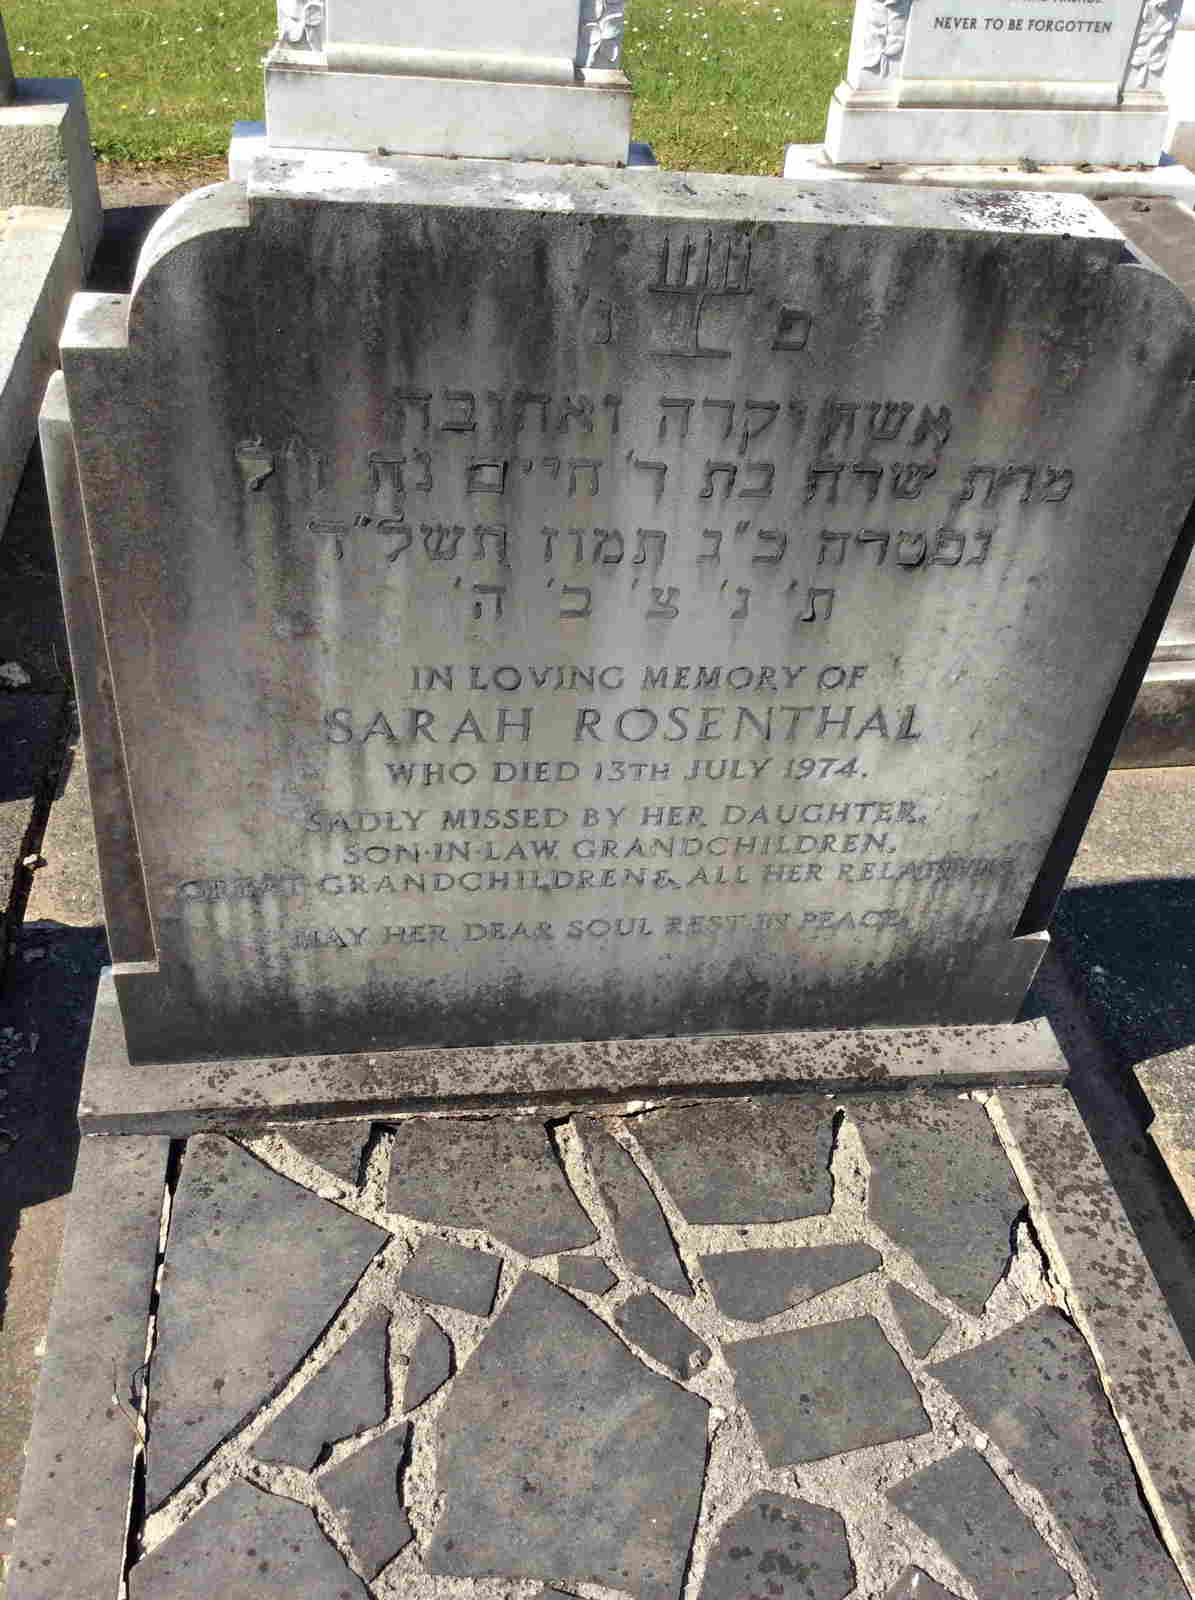 NEVER TO BE FORGOTTEN
פ נ'
אשה יקרה ואהובה
מרת שרה בת ר' חיים נח ז"ל
נפטרה כ"ג תמוז תשל"ד
ת' נ' צ' ב' ה'
IN LOVING MEMORY OF
SARAH ROSENTHAL
WHO DIED 13TH JULY 1974.
SADLY MISSED BY HER DAUGHTER,
SON-IN-LAW, GRANDCHILDREN,
GREAT GRANDCHILDREN & ALL HER RELATIVES
MAY HER DEAR SOUL REST IN PEACE.